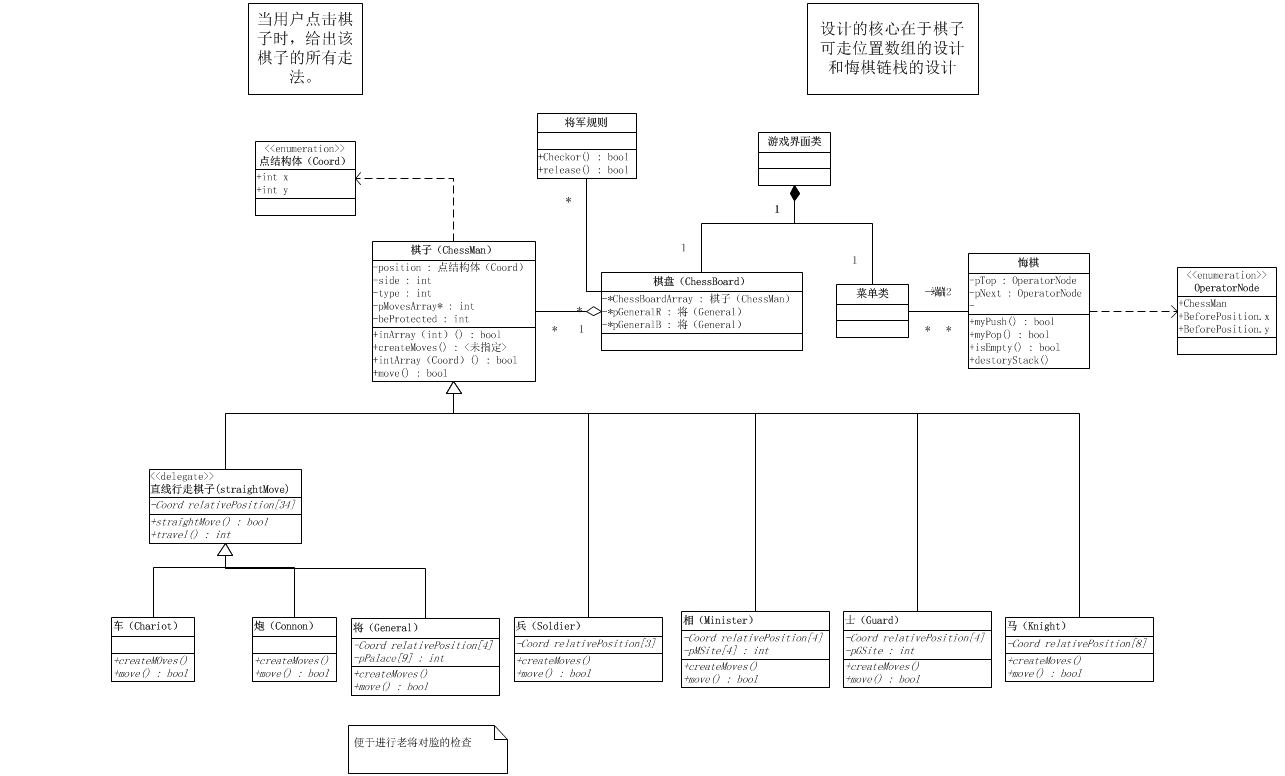 当用户点击棋
子时，给出该
棋子的所有走
法。
设计的核心在于棋子
可走位置数组的设计
和悔棋链栈的设计
将军规则
+Checkor() : bool
+release() : bool
游戏界面类
<<enumeration>>
点结构体（Coord）
+int x
+int y
*
1
1
1
棋子（ChessMan）
-position : 点结构体（Coord）
-side : int
-type : int
-pMovesArray* : int
-beProtected : int
+inArray（int）() : bool
+createMoves() : <未指定>
+intArray（Coord）() : bool
+move() : bool
*
*
1
棋盘（ChessBoard）
-*ChessBoardArray : 棋子（ChessMan）
-*pGeneralR : 将（General）
-*pGeneralB : 将（General）
菜单类
*
*
悔棋
-pTop : OperatorNode
-pNext : OperatorNode
-
+myPush() : bool
+myPop() : bool
+isEmpty() : bool
+destoryStack()
<<enumeration>>
OperatorNode
+ChessMan
+BeforePosition.x
+BeforePosition.y
<<delegate>>
直线行走棋子(straightMove)
-Coord relativePosition[34]
+straightMove() : bool
+travel() : int
车（Chariot）
+createMOves()
+move() : bool
炮（Connon）
+createMoves()
+move() : bool
将（General）
-Coord relativePosition[4]
-pPalace[9] : int
+createMoves()
+move() : bool
兵（Soldier）
-Coord relativePosition[3]
+createMoves()
+move() : bool
相（Minister）
-Coord relativePosition[4]
-pMSite[4] : int
+createMoves()
+move() : bool
士（Guard）
-Coord relativePosition[4]
-pGSite : int
+createMoves()
+move() : bool
马（Knight）
-Coord relativePosition[8]
+createMoves()
+move() : bool
便于进行老将对脸的检查